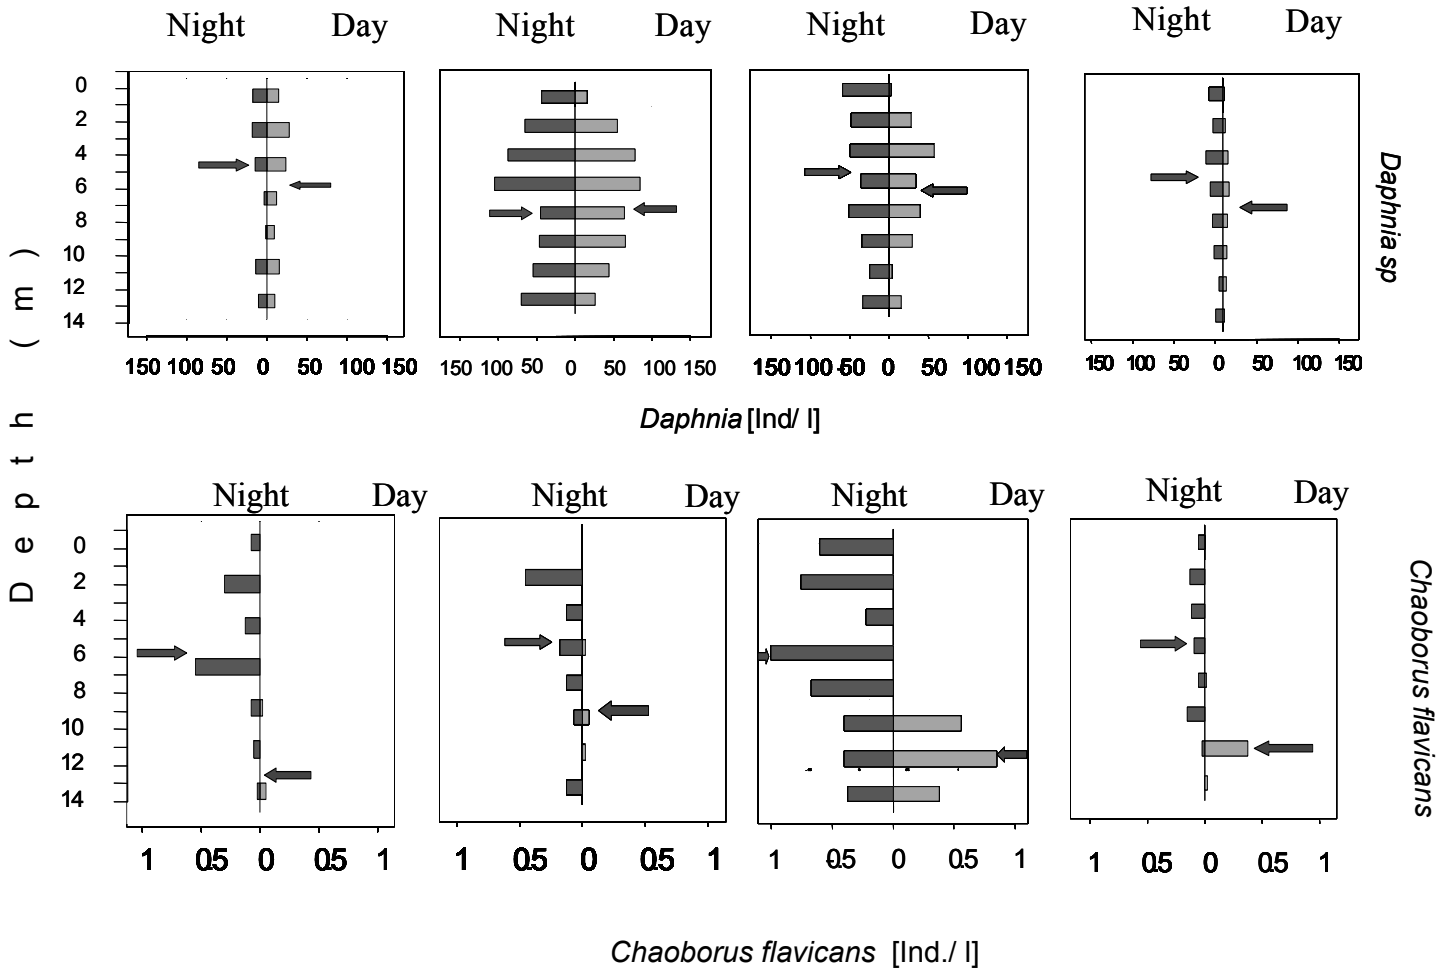 Night Day Night Day Night Day Night Day
0
2
4
6
8
10
12
14
150 100 50 0 50 100 150 150 100 50 0 50 100 150 150 100 50 0 50 100 150 150 100 50 0 50 100 150
Daphnia sp
Daphnia [Ind/ l]
Depth (m)
Night Day Night Day Night Day Night Day
0
2
4
6
8
10
12
14
1 0.5 0 0.5 1 1 0.5 0 0.5 1 1 -0.5 0 0.5 1 1 0.5 0 0.5 1
Chaoborus flavicans
Chaoborus flavicans [Ind./ l]